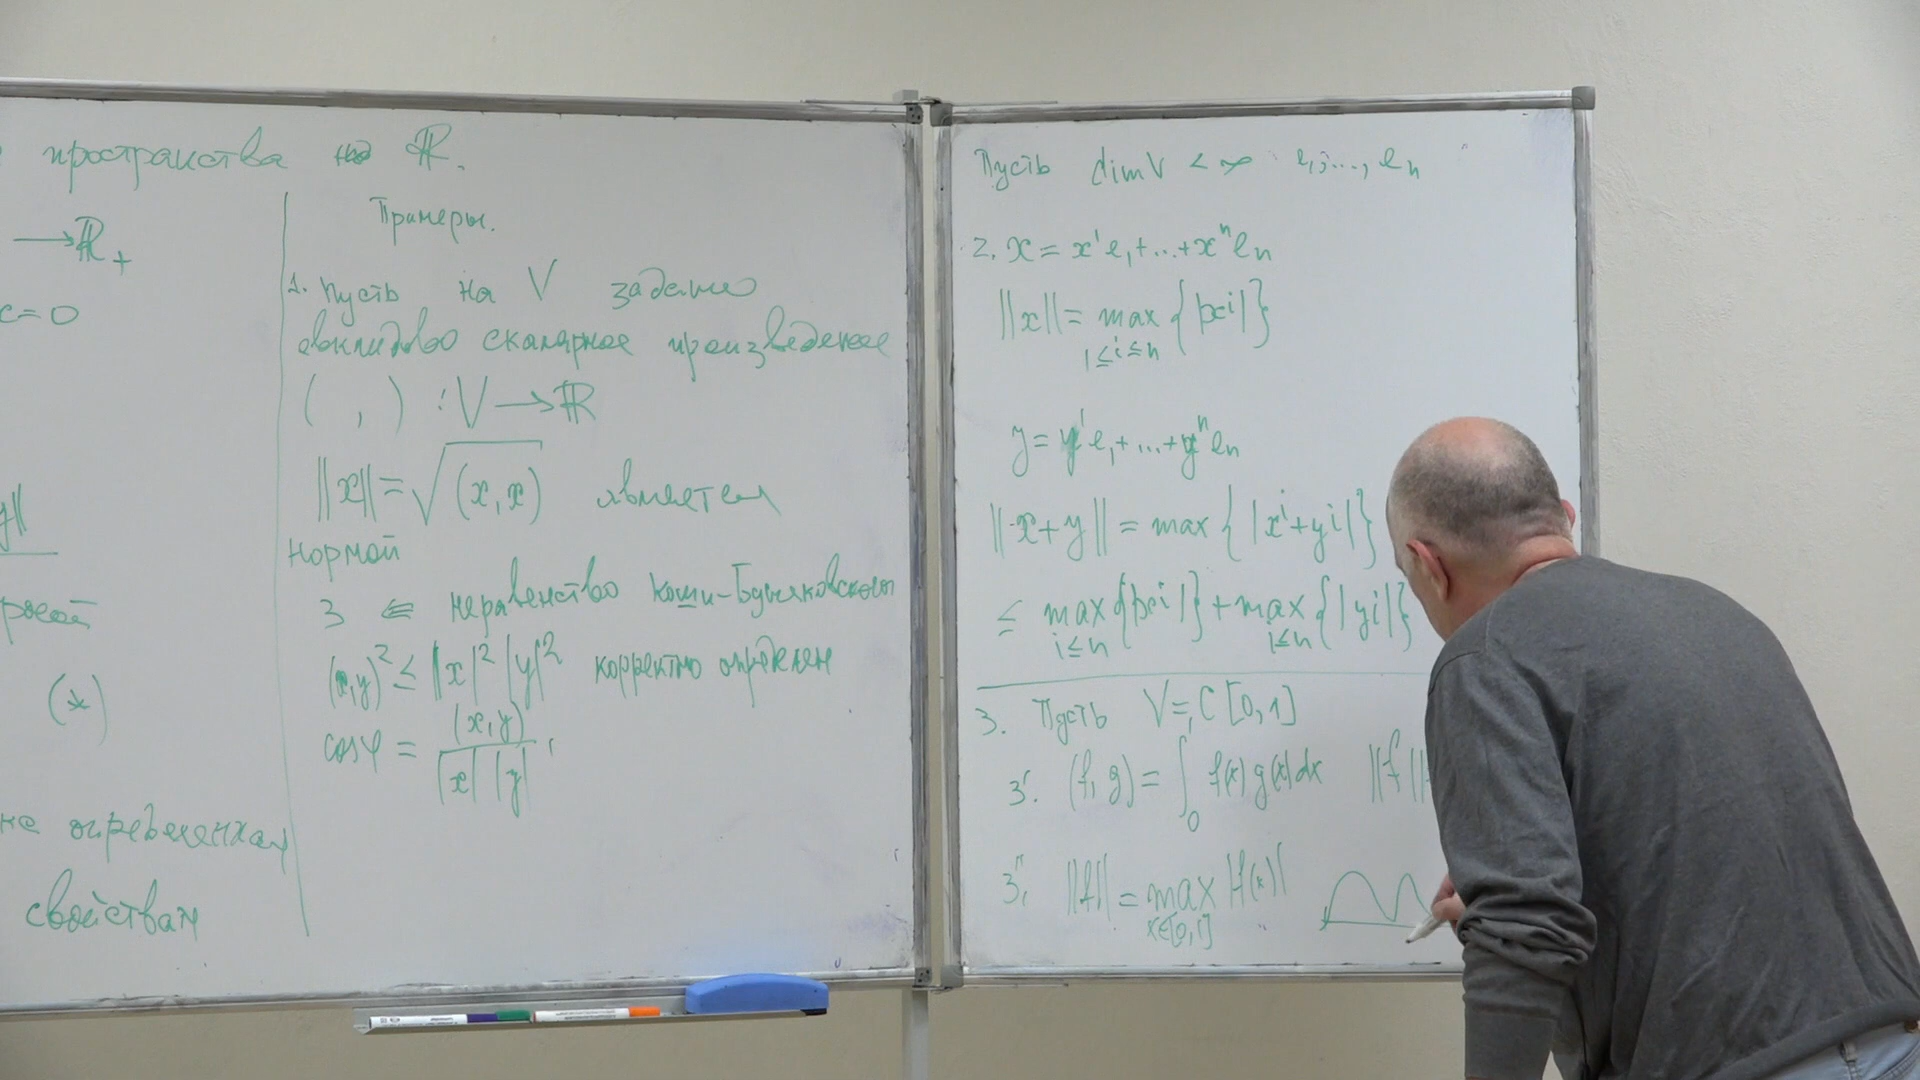 пространства над ℝ.
→ ℝ₊
x=0
y||
(*)
на определенная
свойствам
Примеры.
1. Пусть на V задано
евклидово скалярное произведение
( , ) : V → ℝ
||x|| = √(x,x) является
нормой
3 ⇐ неравенство Коши-Буняковского
(x,y)² ≤ |x|² |y|² корректно определен
cos φ = (x,y) / |x| |y| ,
Пусть dim V < ∞ e₁,..., eₙ
2. x = x¹e₁+...+xⁿeₙ
||x|| = max {|xⁱ|}
1≤i≤n
y = y¹e₁+...+yⁿeₙ
||x+y|| = max { |xⁱ+yⁱ| }
≤ max {|xⁱ|} + max {|yⁱ|}
i≤n i≤n
3. Пусть V = C[0,1]
3'. (f,g) = ∫₀¹ f(x)g(x)dx ||f||
3''. ||f|| = max |f(x)|
x∈[0,1]